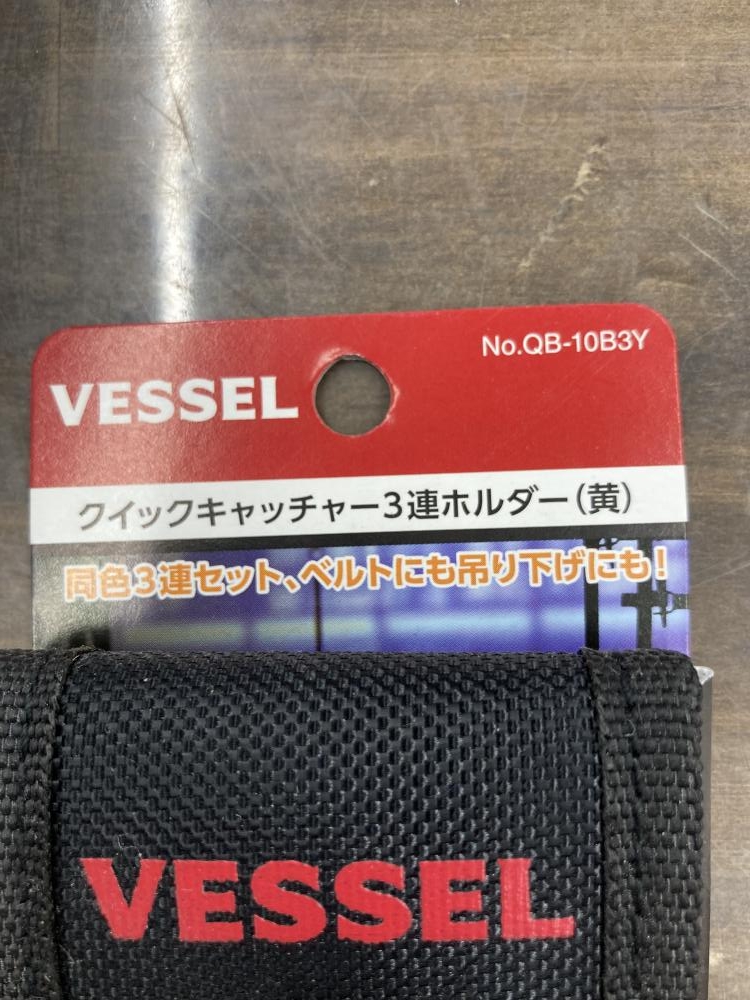 No.QB-10B3Y
VESSEL
クイックキャッチャー3連ホルダー(黄)
同色3連セット、ベルトにも吊り下げにも!
VESSEL